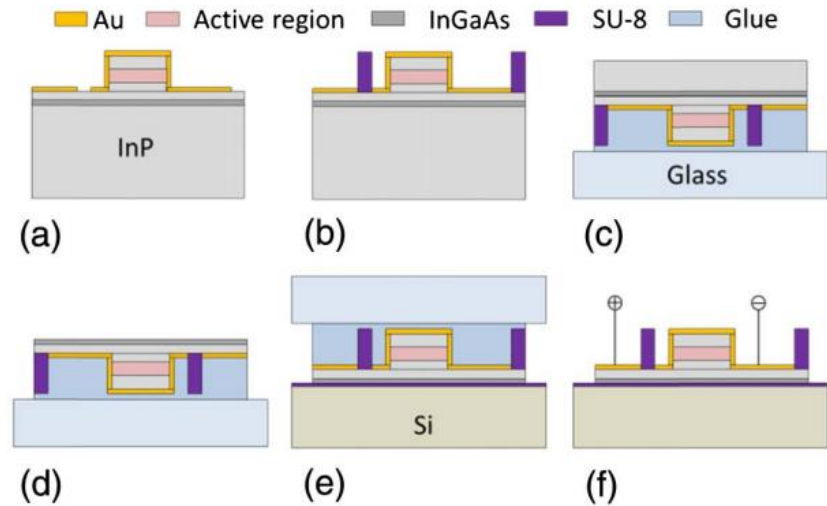 Au Active region InGaAs SU-8 Glue
InP
(a) (b)
Glass
(c)
(d)
Si
(e)
⊕ ⊖
(f)